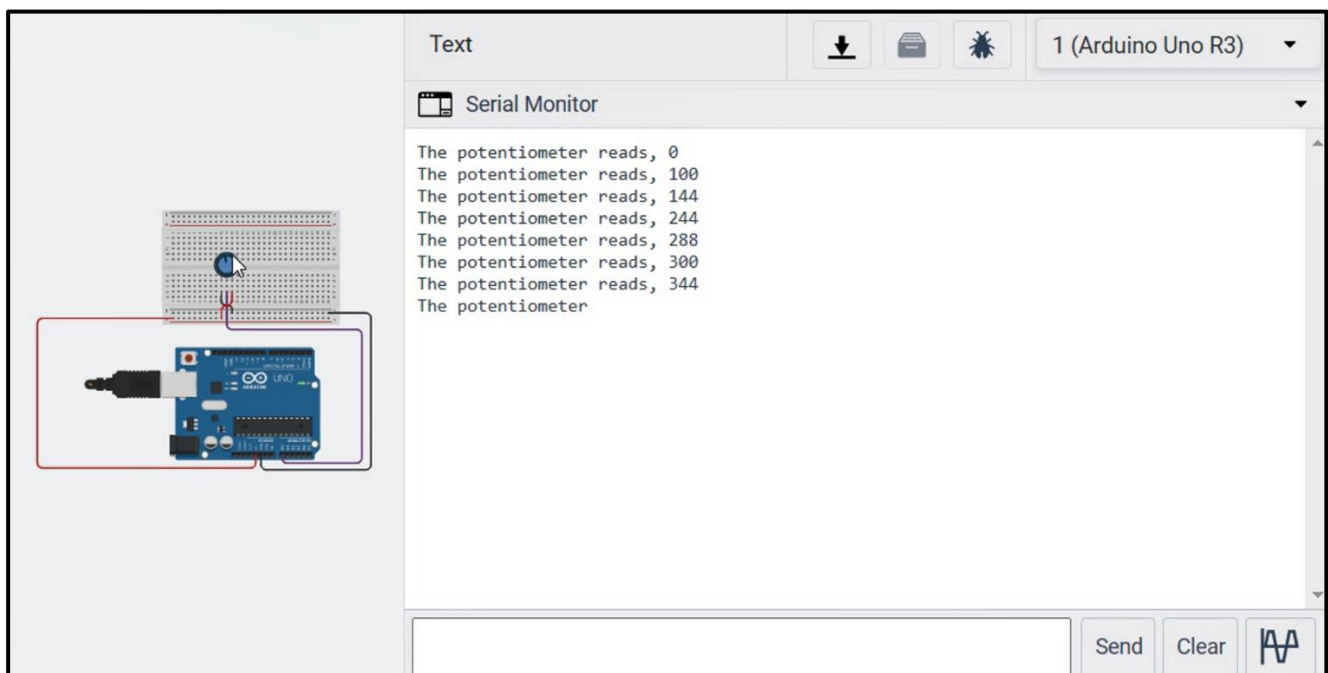 Text
1 (Arduino Uno R3)
Serial Monitor
The potentiometer reads, 0
The potentiometer reads, 100
The potentiometer reads, 144
The potentiometer reads, 244
The potentiometer reads, 288
The potentiometer reads, 300
The potentiometer reads, 344
The potentiometer
UNO
Send
Clear